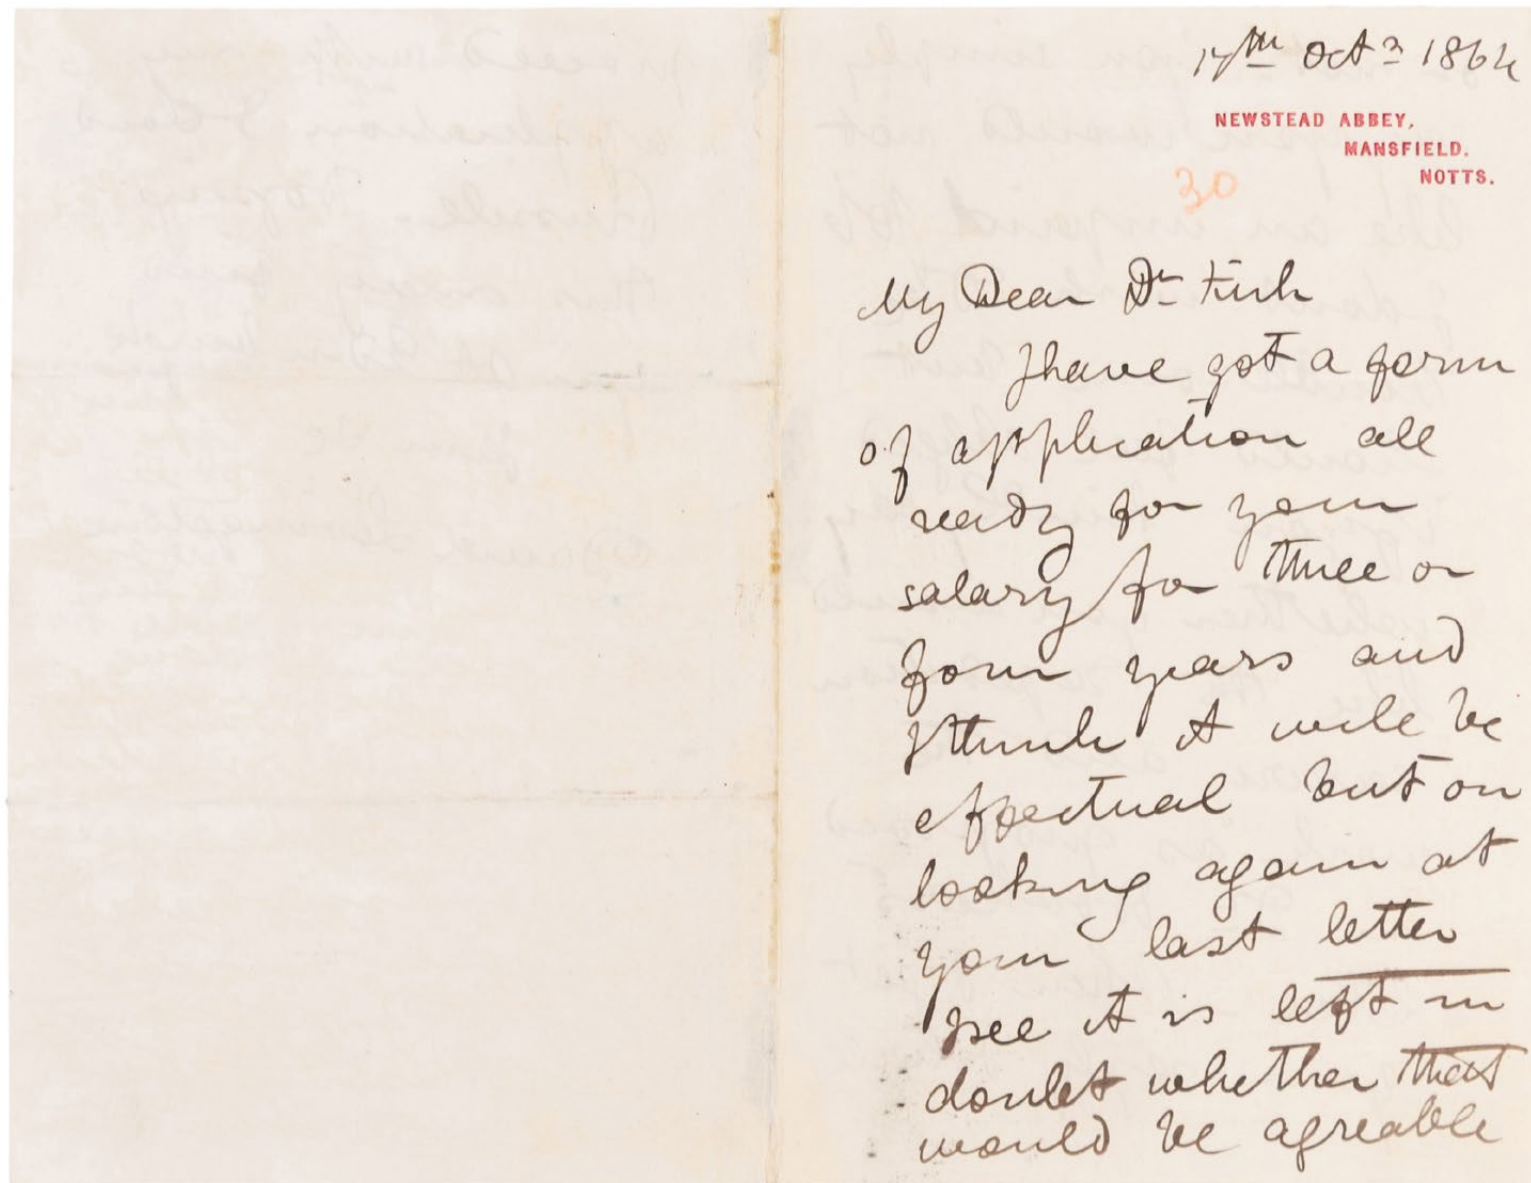 17th Oct 1864
NEWSTEAD ABBEY,
MANSFIELD.
NOTTS.
30
My Dear Dr Kirk
I have got a form
of application all
ready for your
salary for three or
four years and
I think it will be
effectual but on
looking again at
your last letter
I see it is left in
doubt whether that
would be agreable